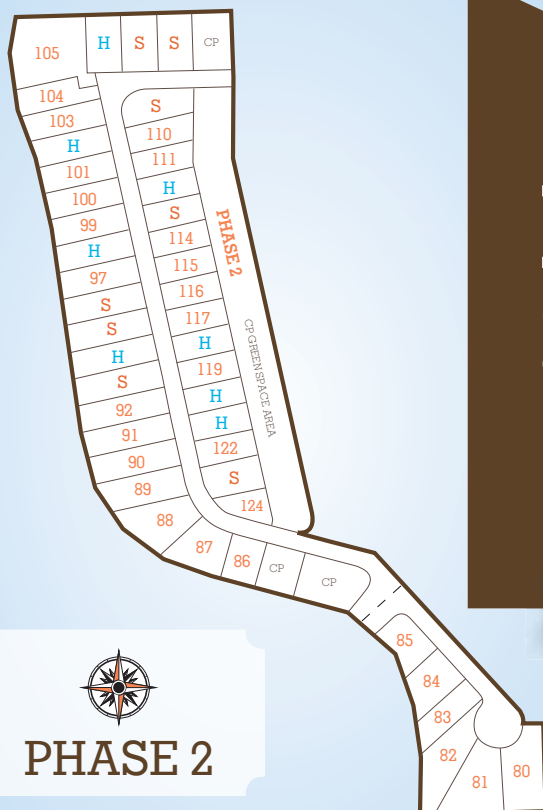 105
H
S
S
CP
104
103
H
101
100
99
H
97
S
S
H
S
92
91
90
89
88
87
86
CP
CP
S
110
111
H
S
114
115
116
117
H
119
H
H
122
S
124
PHASE 2
CP GREENSPACE AREA
85
84
83
82
81
80
PHASE 2